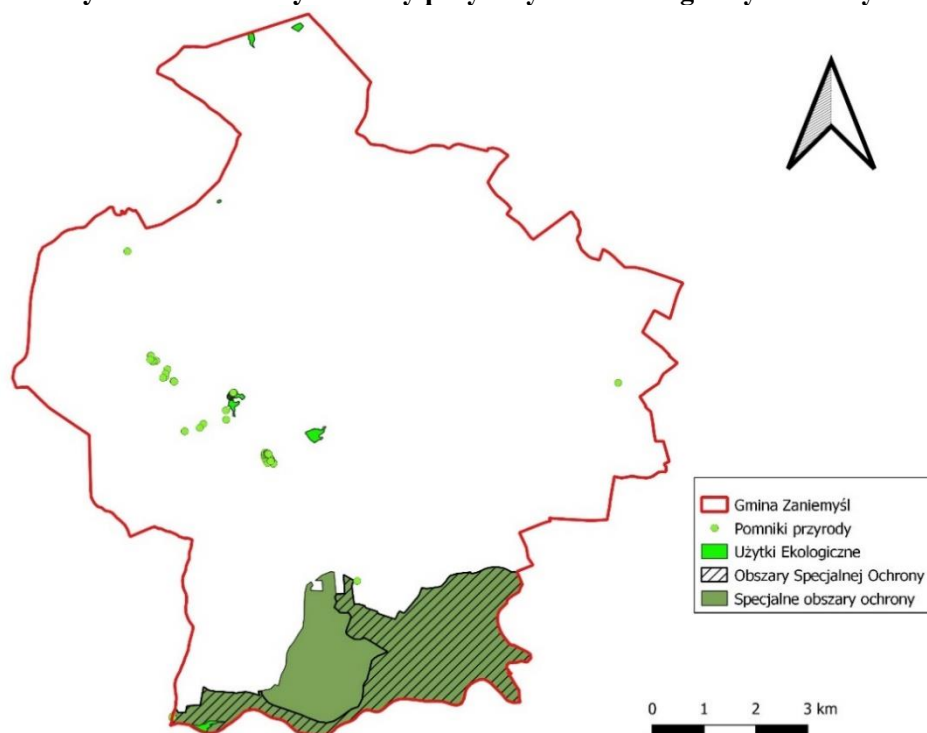 Gmina Zaniemyśl
Pomniki przyrody
Użytki Ekologiczne
Obszary Specjalnej Ochrony
Specjalne obszary ochrony
0 1 2 3 km